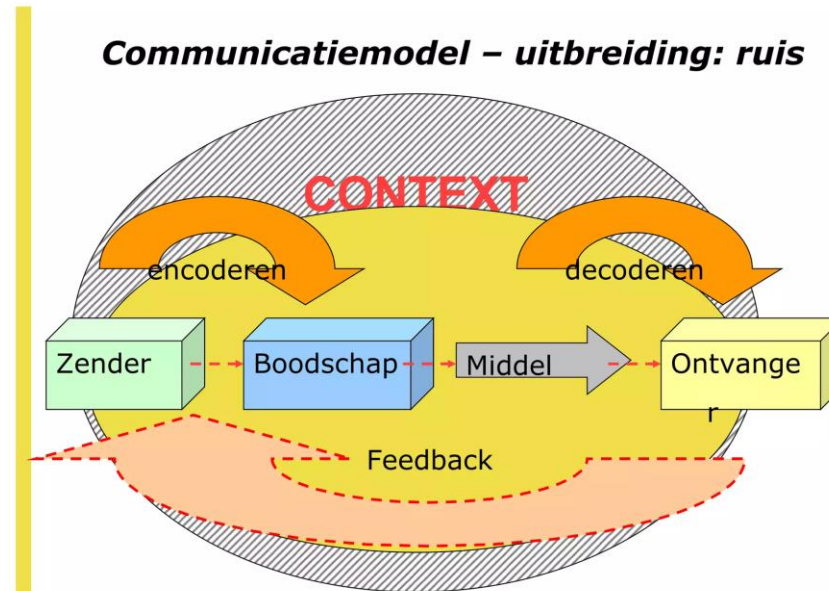 Communicatiemodel – uitbreiding: ruis
CONTEXT
encoderen
decoderen
Zender
Boodschap
Middel
Ontvange
r
Feedback